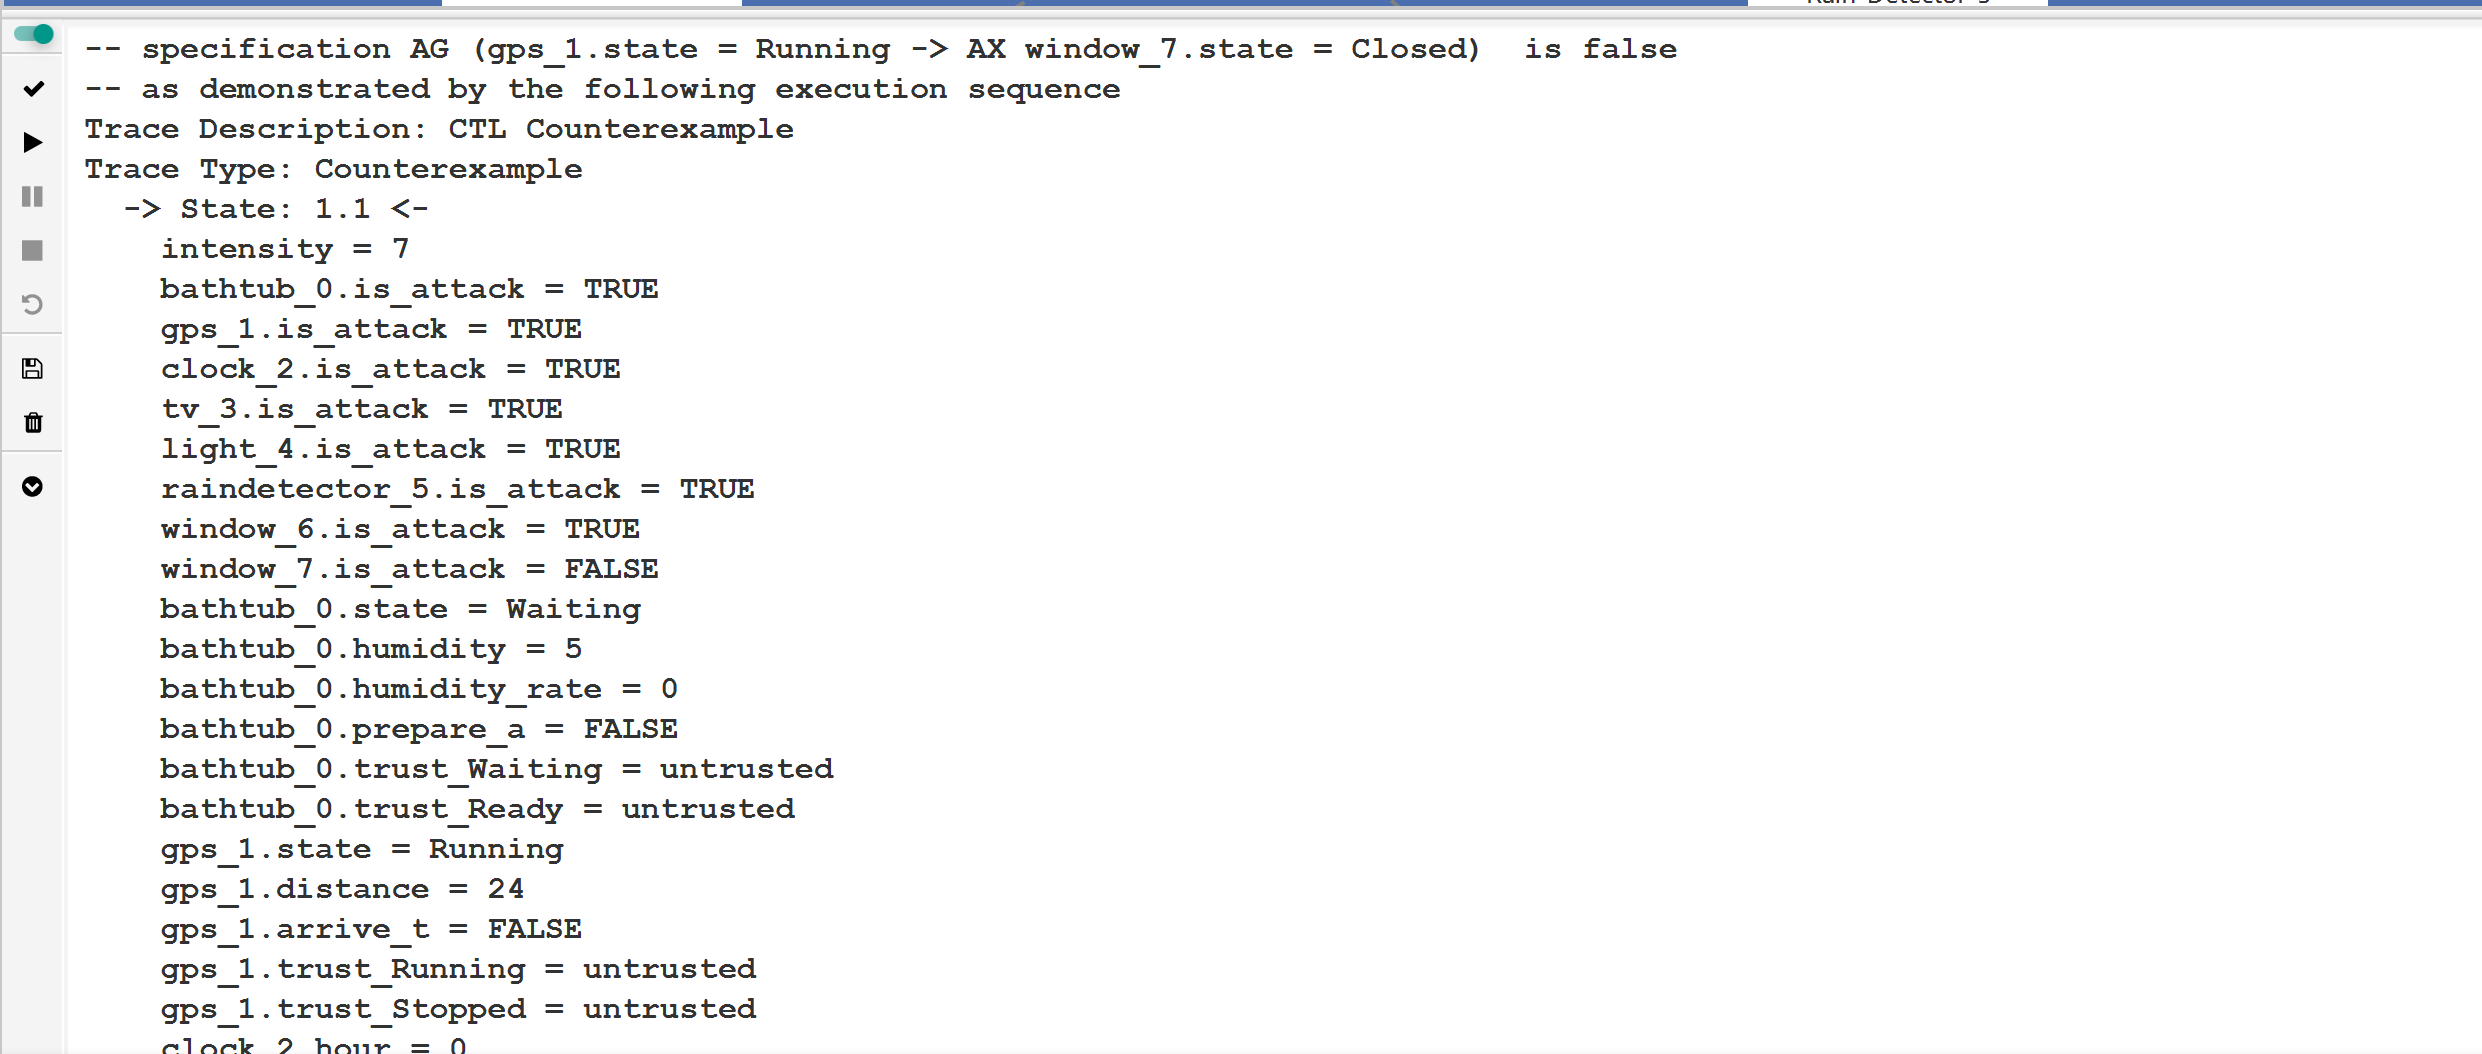 -- specification AG (gps_1.state = Running -> AX window_7.state = Closed)  is false
-- as demonstrated by the following execution sequence
Trace Description: CTL Counterexample
Trace Type: Counterexample
-> State: 1.1 <-
intensity = 7
bathtub_0.is_attack = TRUE
gps_1.is_attack = TRUE
clock_2.is_attack = TRUE
tv_3.is_attack = TRUE
light_4.is_attack = TRUE
raindetector_5.is_attack = TRUE
window_6.is_attack = TRUE
window_7.is_attack = FALSE
bathtub_0.state = Waiting
bathtub_0.humidity = 5
bathtub_0.humidity_rate = 0
bathtub_0.prepare_a = FALSE
bathtub_0.trust_Waiting = untrusted
bathtub_0.trust_Ready = untrusted
gps_1.state = Running
gps_1.distance = 24
gps_1.arrive_t = FALSE
gps_1.trust_Running = untrusted
gps_1.trust_Stopped = untrusted
clock_2.hour = 0